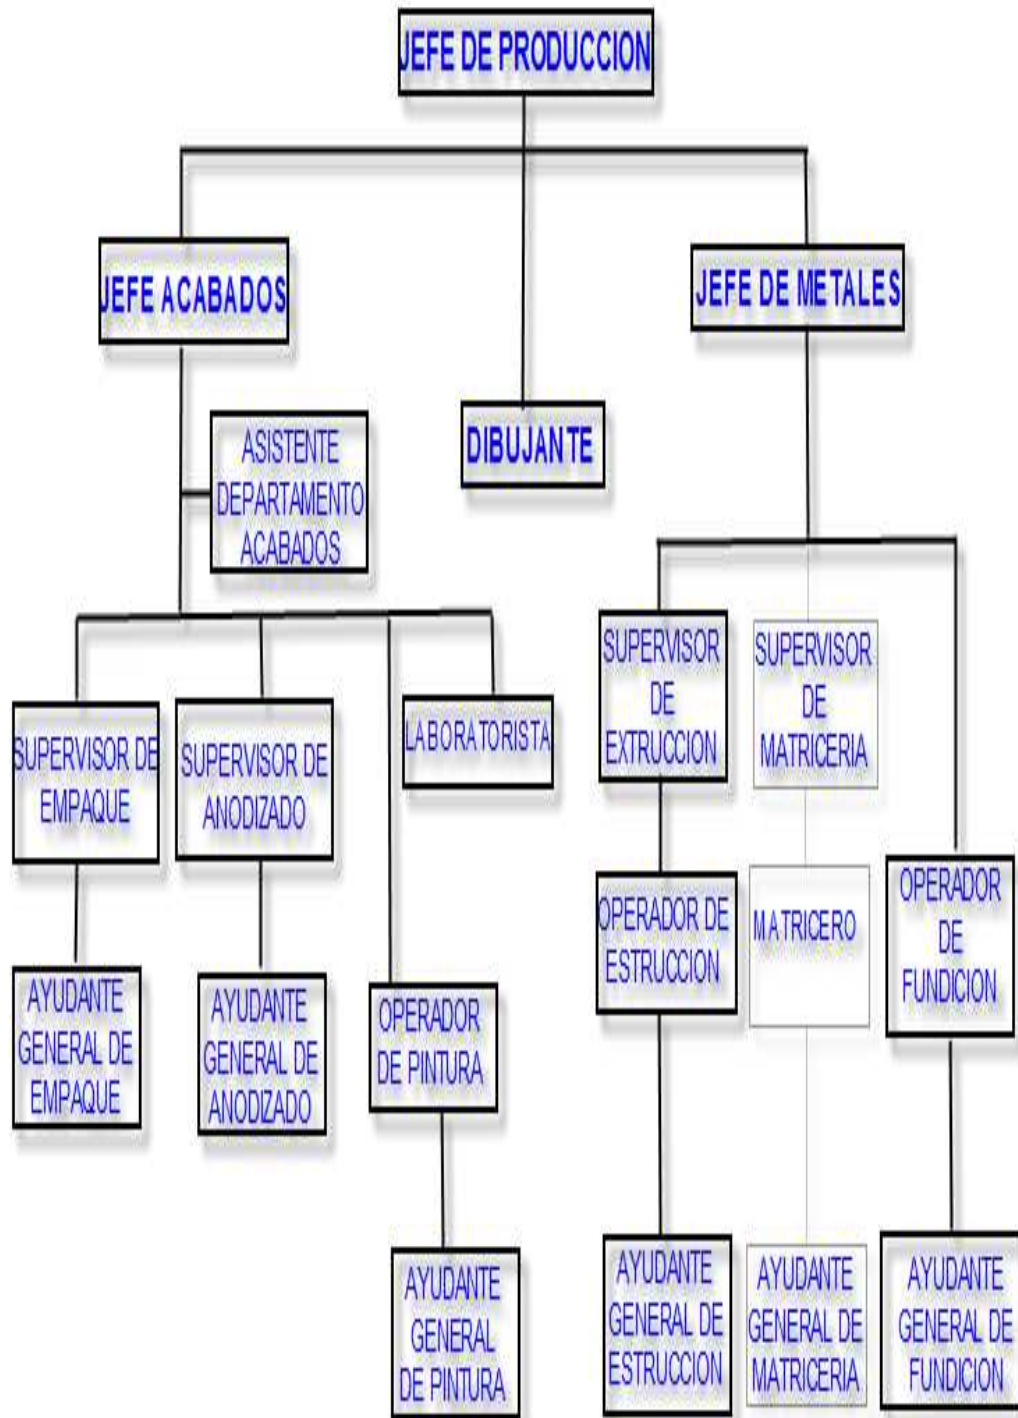 JEFE DE PRODUCCION
JEFE ACABADOS
JEFE DE METALES
DIBUJANTE
ASISTENTE
DEPARTAMENTO
ACABADOS
SUPERVISOR DE
EMPAQUE
SUPERVISOR DE
ANODIZADO
LABORATORISTA
SUPERVISOR
DE
EXTRUCCION
SUPERVISOR
DE
MATRICERIA
OPERADOR DE
ESTRUCCION
MATRICERO
OPERADOR
DE
FUNDICION
AYUDANTE
GENERAL DE
EMPAQUE
AYUDANTE
GENERAL DE
ANODIZADO
OPERADOR
DE PINTURA
AYUDANTE
GENERAL
DE PINTURA
AYUDANTE
GENERAL DE
ESTRUCCION
AYUDANTE
GENERAL DE
MATRICERIA
AYUDANTE
GENERAL DE
FUNDICION